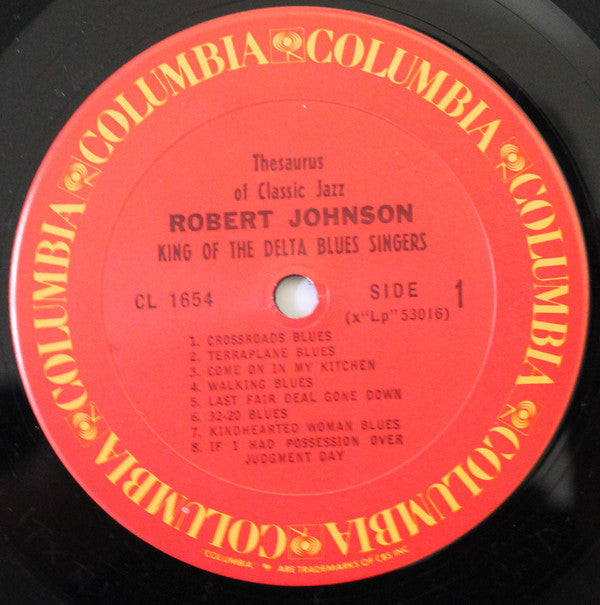 COLUMBIA COLUMBIA COLUMBIA COLUMBIA COLUMBIA COLUMBIA COLUMBIA
Thesaurus
of Classic Jazz
ROBERT JOHNSON
KING OF THE DELTA BLUES SINGERS
CL 1654
SIDE 1
(x"Lp"53016)
1. CROSSROADS BLUES
2. TERRAPLANE BLUES
3. COME ON IN MY KITCHEN
4. WALKING BLUES
5. LAST FAIR DEAL GONE DOWN
6. 32-20 BLUES
7. KINDHEARTED WOMAN BLUES
8. IF I HAD POSSESSION OVER
JUDGMENT DAY
"COLUMBIA" ARE TRADEMARKS OF CBS INC.